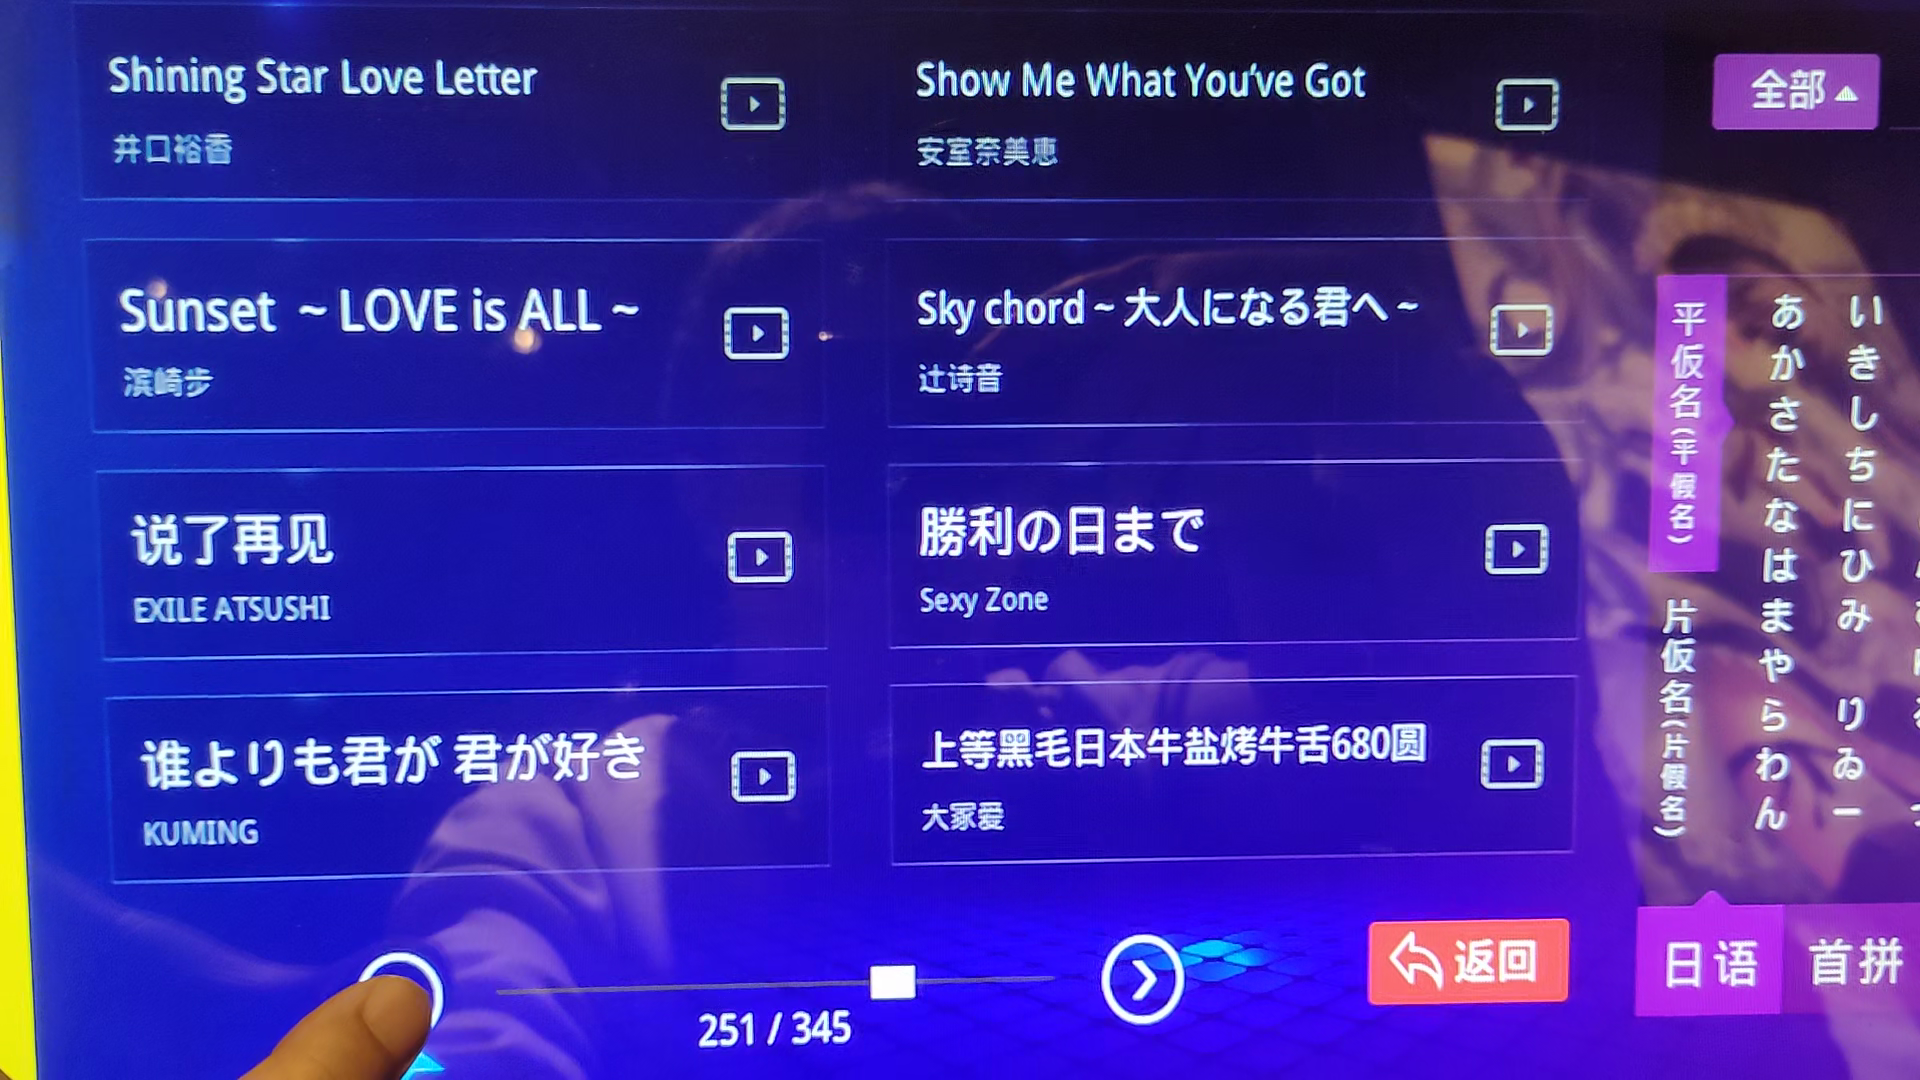 Shining Star Love Letter
井口裕香
Show Me What You've Got
安室奈美恵
Sunset ～LOVE is ALL～
滨崎步
Sky chord～大人になる君へ～
辻诗音
说了再见
EXILE ATSUSHI
勝利の日まで
Sexy Zone
谁よりも君が 君が好き
KUMING
上等黑毛日本牛盐烤牛舌680圆
大冢爱
251 / 345
返回
全部
平仮名(平假名)
片仮名(片假名)
あかさたなはまやらわん
いきしちにひみ りゐー
日语
首拼